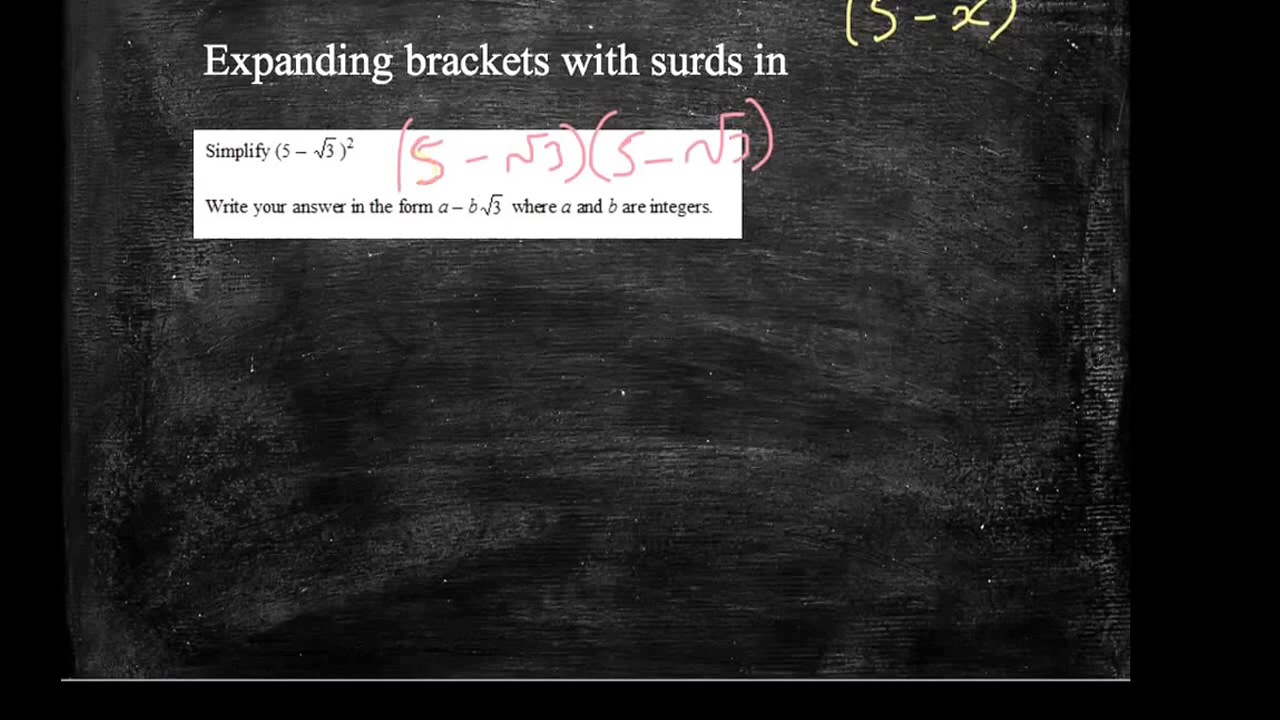 (5 - x)
Expanding brackets with surds in
Simplify (5 – √3 )²
(5 - √3)(5 - √3)
Write your answer in the form a – b√3 where a and b are integers.